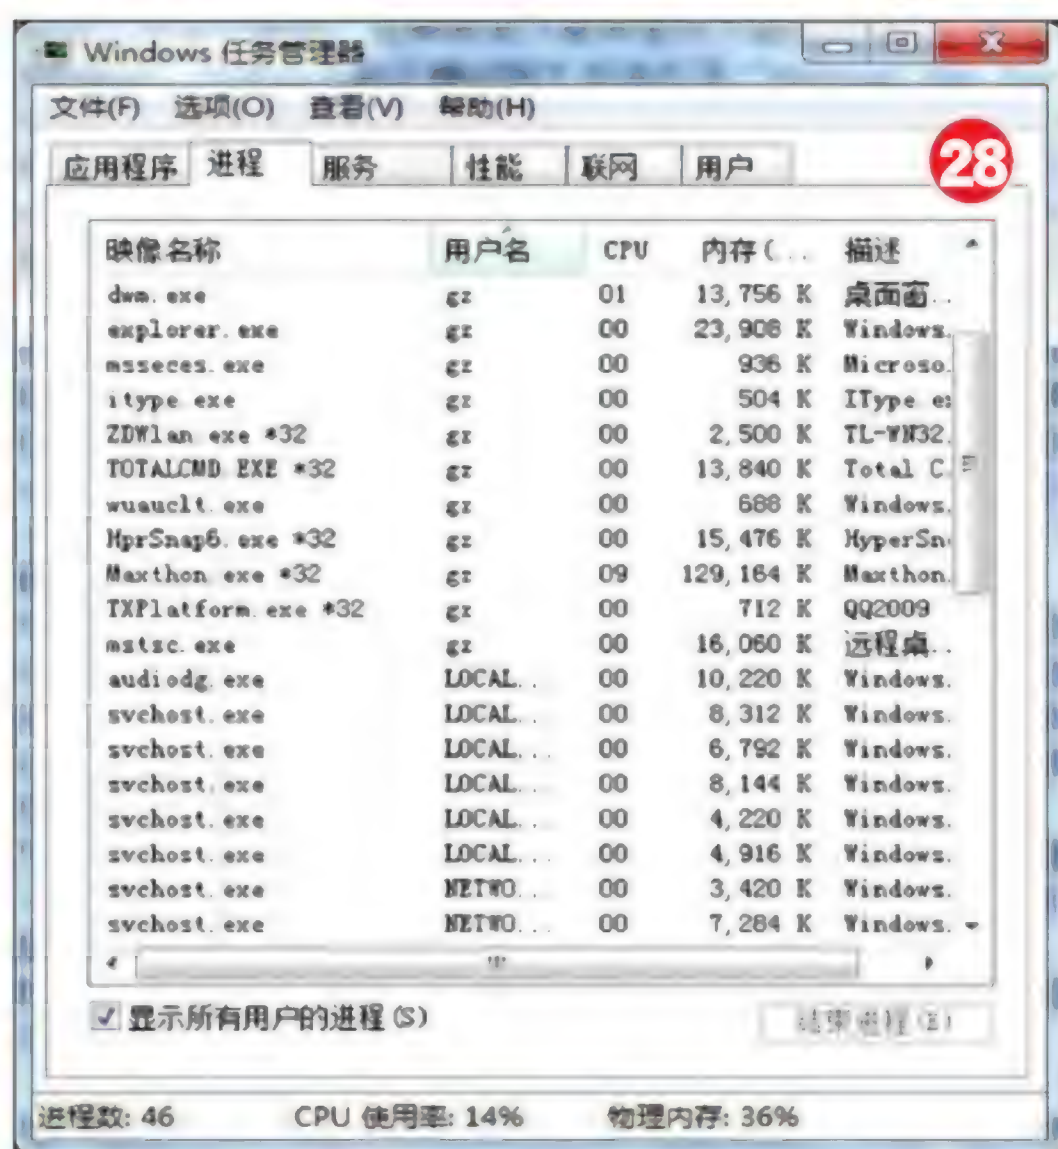 Windows 任务管理器
文件(F) 选项(O) 查看(V) 帮助(H)
应用程序 进程 服务 性能 联网 用户
28
映像名称 用户名 CPU 内存(... 描述
dwm.exe gz 01 13,756 K 桌面窗...
explorer.exe gz 00 23,908 K Windows.
msseces.exe gz 00 936 K Microso.
itype.exe gz 00 504 K IType.ex
ZDWlan.exe *32 gz 00 2,500 K TL-WN32.
TOTALCMD.EXE *32 gz 00 13,840 K Total C.
wuauclt.exe gz 00 688 K Windows.
HprSnap6.exe *32 gz 00 15,476 K HyperSn
Maxthon.exe *32 gz 09 129,164 K Maxthon.
TXPlatform.exe *32 gz 00 712 K QQ2009
mstsc.exe gz 00 16,060 K 远程桌...
audiodg.exe LOCAL... 00 10,220 K Windows.
svchost.exe LOCAL... 00 8,312 K Windows.
svchost.exe LOCAL... 00 6,792 K Windows.
svchost.exe LOCAL... 00 8,144 K Windows.
svchost.exe LOCAL... 00 4,220 K Windows.
svchost.exe LOCAL... 00 4,916 K Windows.
svchost.exe NETWO... 00 3,420 K Windows.
svchost.exe NETWO... 00 7,284 K Windows.
显示所有用户的进程(S) 结束进程(E)
进程数: 46 CPU 使用率: 14% 物理内存: 36%